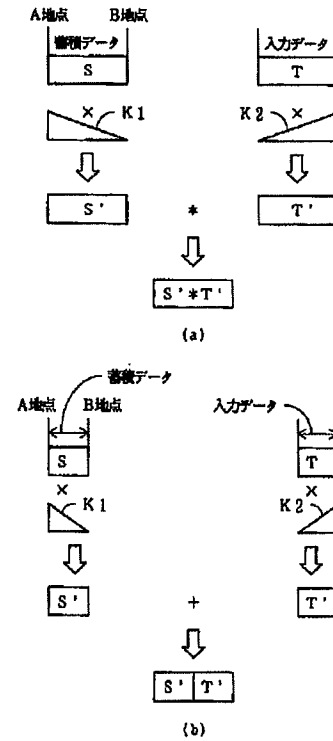 A地点 B地点
蓄積データ 入力データ
S T
× K1 K2 ×
S' * T'
S'*T'
(a)
蓄積データ
A地点 B地点 入力データ
S T
× ×
K1 K2
S' + T'
S' T'
(b)